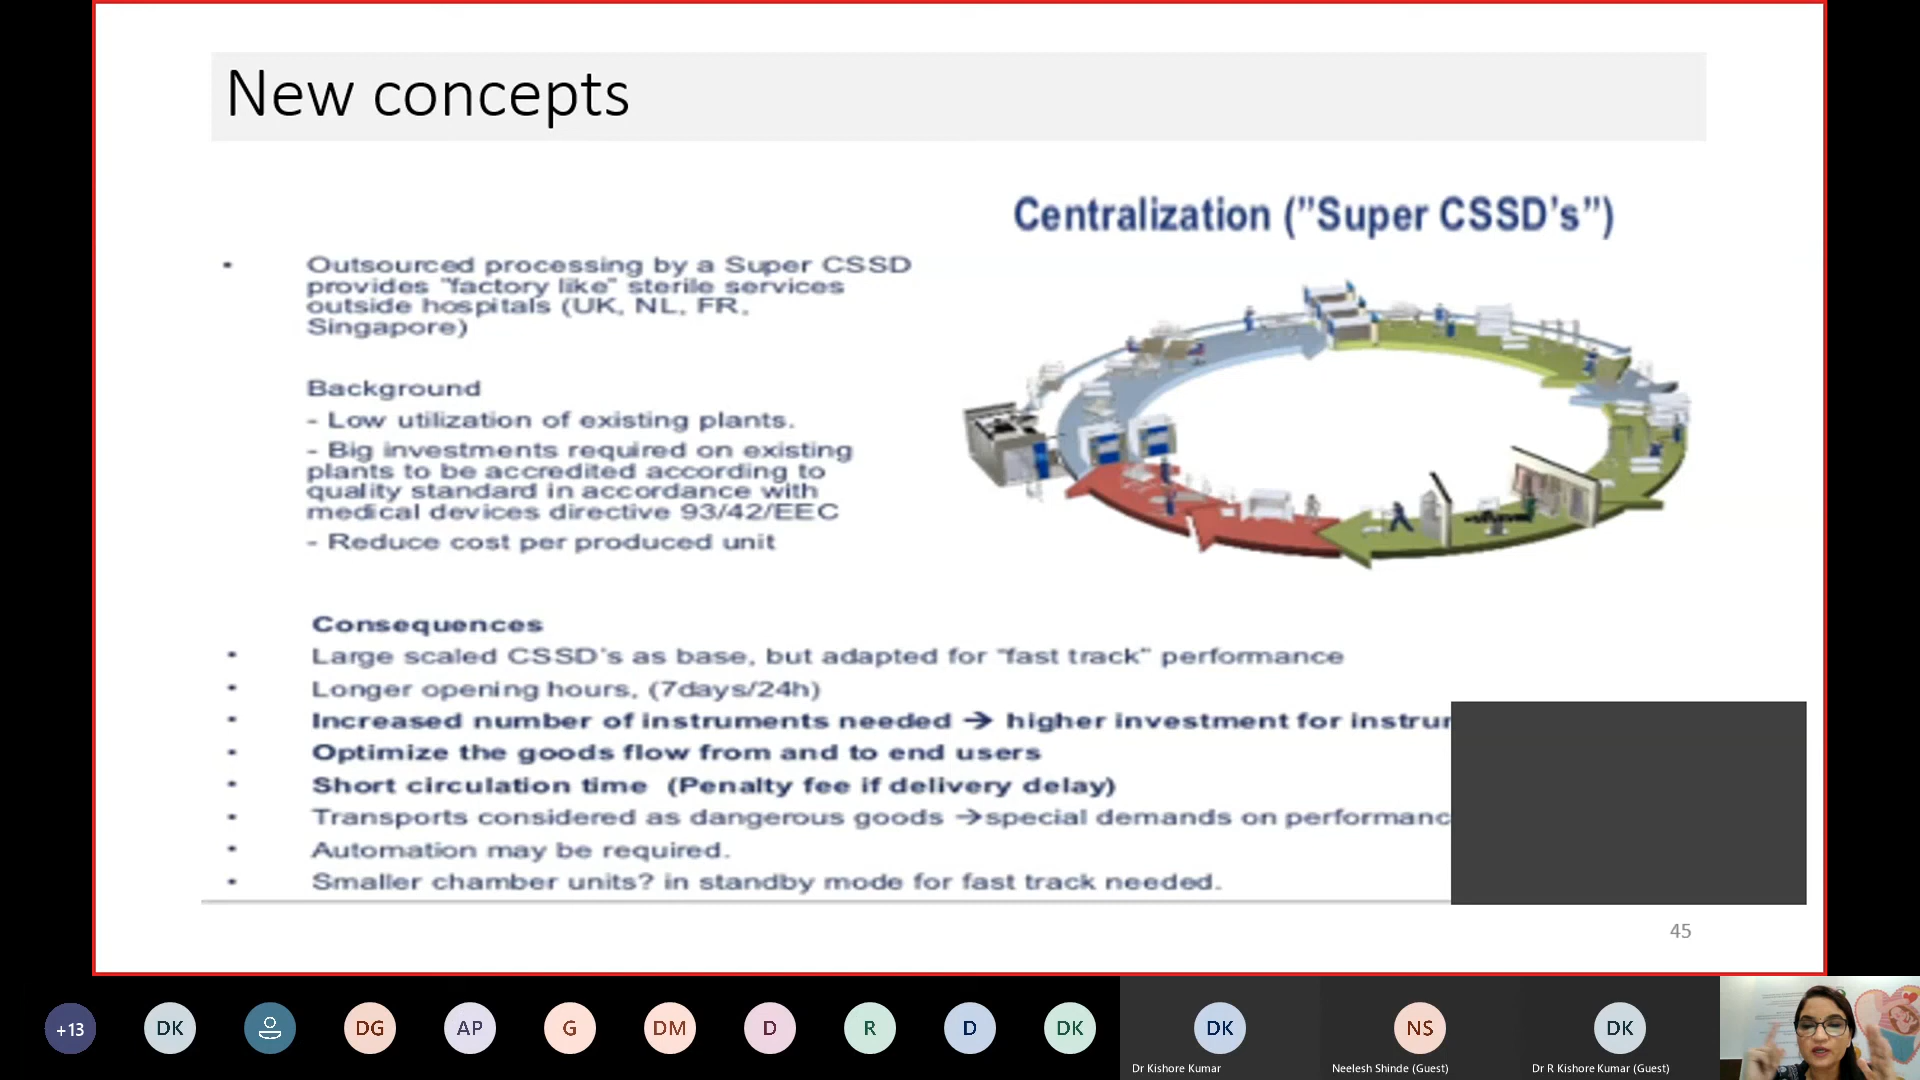 New concepts
Centralization ("Super CSSD's")
• Outsourced processing by a Super CSSD
provides "factory like" sterile services
outside hospitals (UK, NL, FR,
Singapore)
Background
- Low utilization of existing plants.
- Big investments required on existing
plants to be accredited according to
quality standard in accordance with
medical devices directive 93/42/EEC
- Reduce cost per produced unit
Consequences
• Large scaled CSSD's as base, but adapted for "fast track" performance
• Longer opening hours, (7days/24h)
• Increased number of instruments needed → higher investment for instrur
• Optimize the goods flow from and to end users
• Short circulation time (Penalty fee if delivery delay)
• Transports considered as dangerous goods →special demands on performanc
• Automation may be required.
• Smaller chamber units? in standby mode for fast track needed.
45
+13 DK DG AP G DM D R D DK DK NS DK
Dr Kishore Kumar Neelesh Shinde (Guest) Dr R Kishore Kumar (Guest)